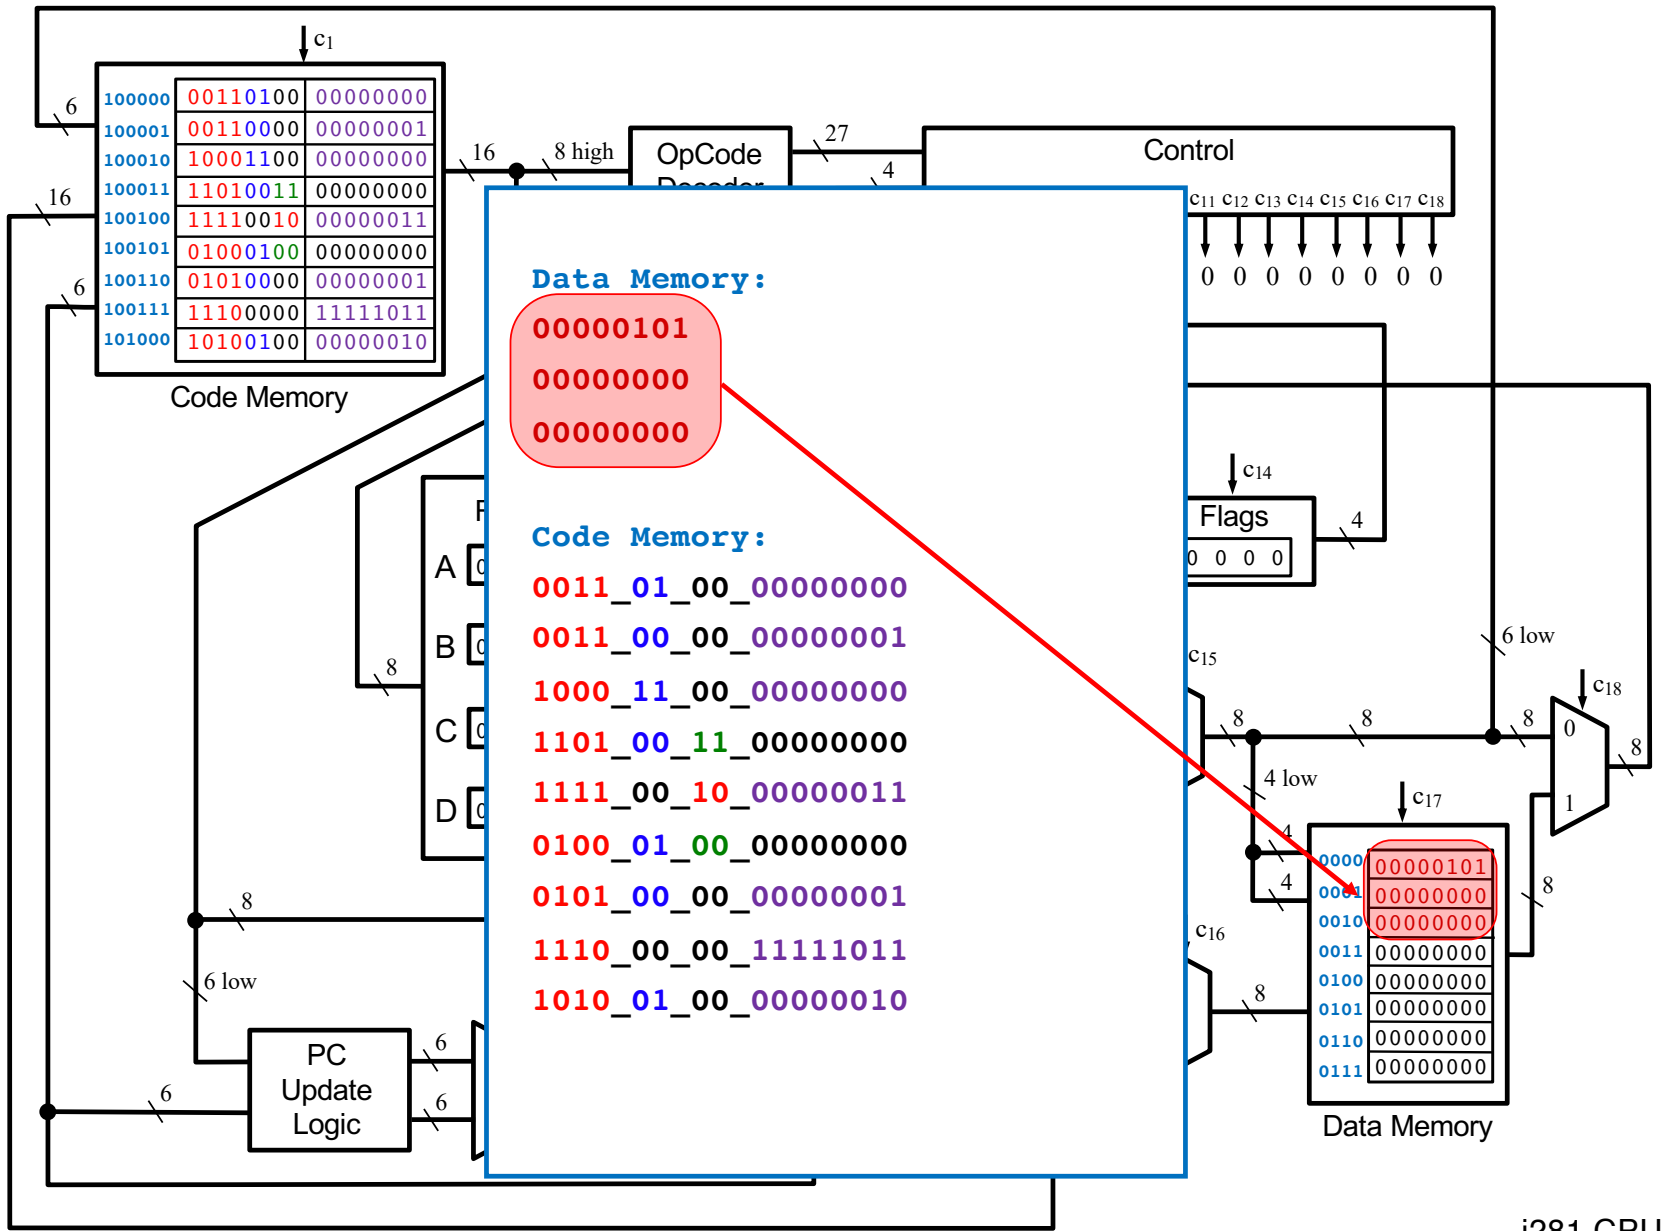 c1
6
100000 00110100 00000000
100001 00110000 00000001
100010 10001100 00000000
100011 11010011 00000000
100100 11110010 00000011
100101 01000100 00000000
100110 01010000 00000001
100111 11100000 11111011
101000 10100100 00000010
16
6
Code Memory
16
8 high
OpCode
Decoder
27
4
Control
c11 c12 c13 c14 c15 c16 c17 c18
0 0 0 0 0 0 0 0
Data Memory:
00000101
00000000
00000000
Code Memory:
0011_01_00_00000000
0011_00_00_00000001
1000_11_00_00000000
1101_00_11_00000000
1111_00_10_00000011
0100_01_00_00000000
0101_00_00_00000001
1110_00_00_11111011
1010_01_00_00000010
A
B
C
D
8
8
6 low
PC
Update
Logic
6
6
6
c14
Flags
0 0 0 0
4
c15
8
8
8
6 low
c18
0
1
8
4 low
4
4
c17
0000 00000101
0001 00000000
0010 00000000
0011 00000000
0100 00000000
0101 00000000
0110 00000000
0111 00000000
8
c16
8
Data Memory
i281 CPU